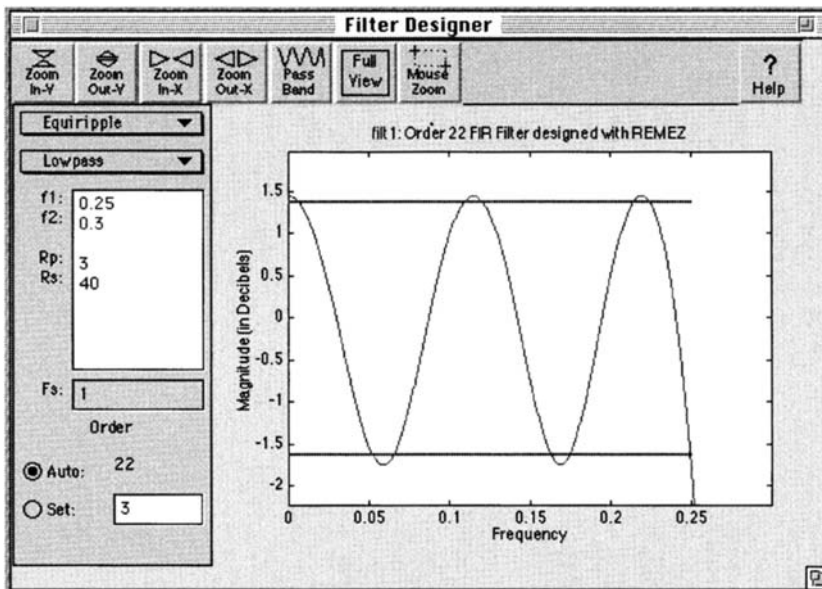 Filter Designer
Zoom In-Y
Zoom Out-Y
Zoom In-X
Zoom Out-X
Pass Band
Full View
Mouse Zoom
? Help
Equiripple
Lowpass
f1: 0.25
f2: 0.3
Rp: 3
Rs: 40
Fs: 1
Order
Auto: 22
Set: 3
filt1: Order 22 FIR Filter designed with REMEZ
Magnitude (in Decibels)
1.5
1
0.5
0
-0.5
-1
-1.5
-2
0 0.05 0.1 0.15 0.2 0.25
Frequency